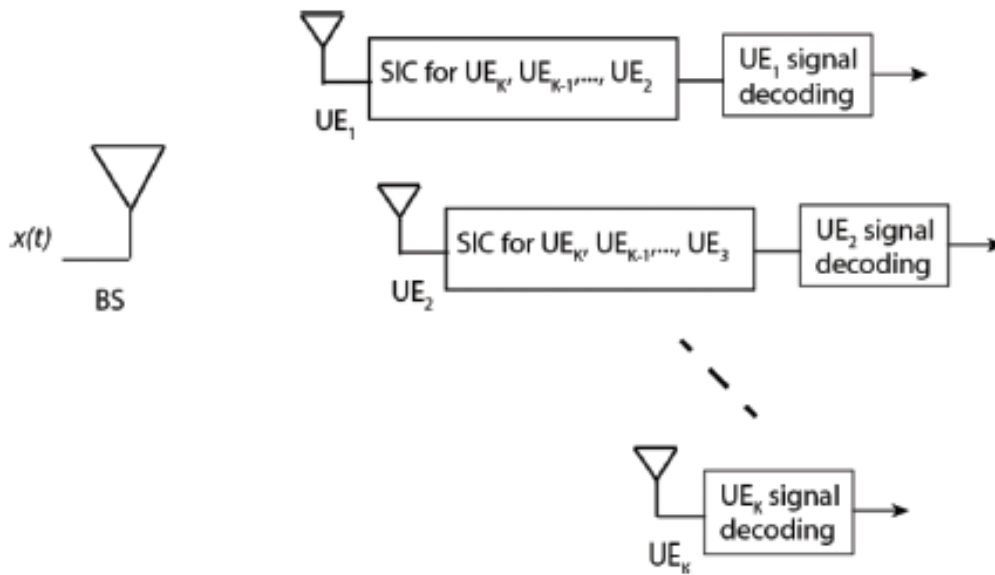 SIC for UE_K, UE_K-1,..., UE_2
UE_1 signal
decoding
UE_1
x(t)
BS
SIC for UE_K, UE_K-1,..., UE_3
UE_2 signal
decoding
UE_2
UE_K signal
decoding
UE_K